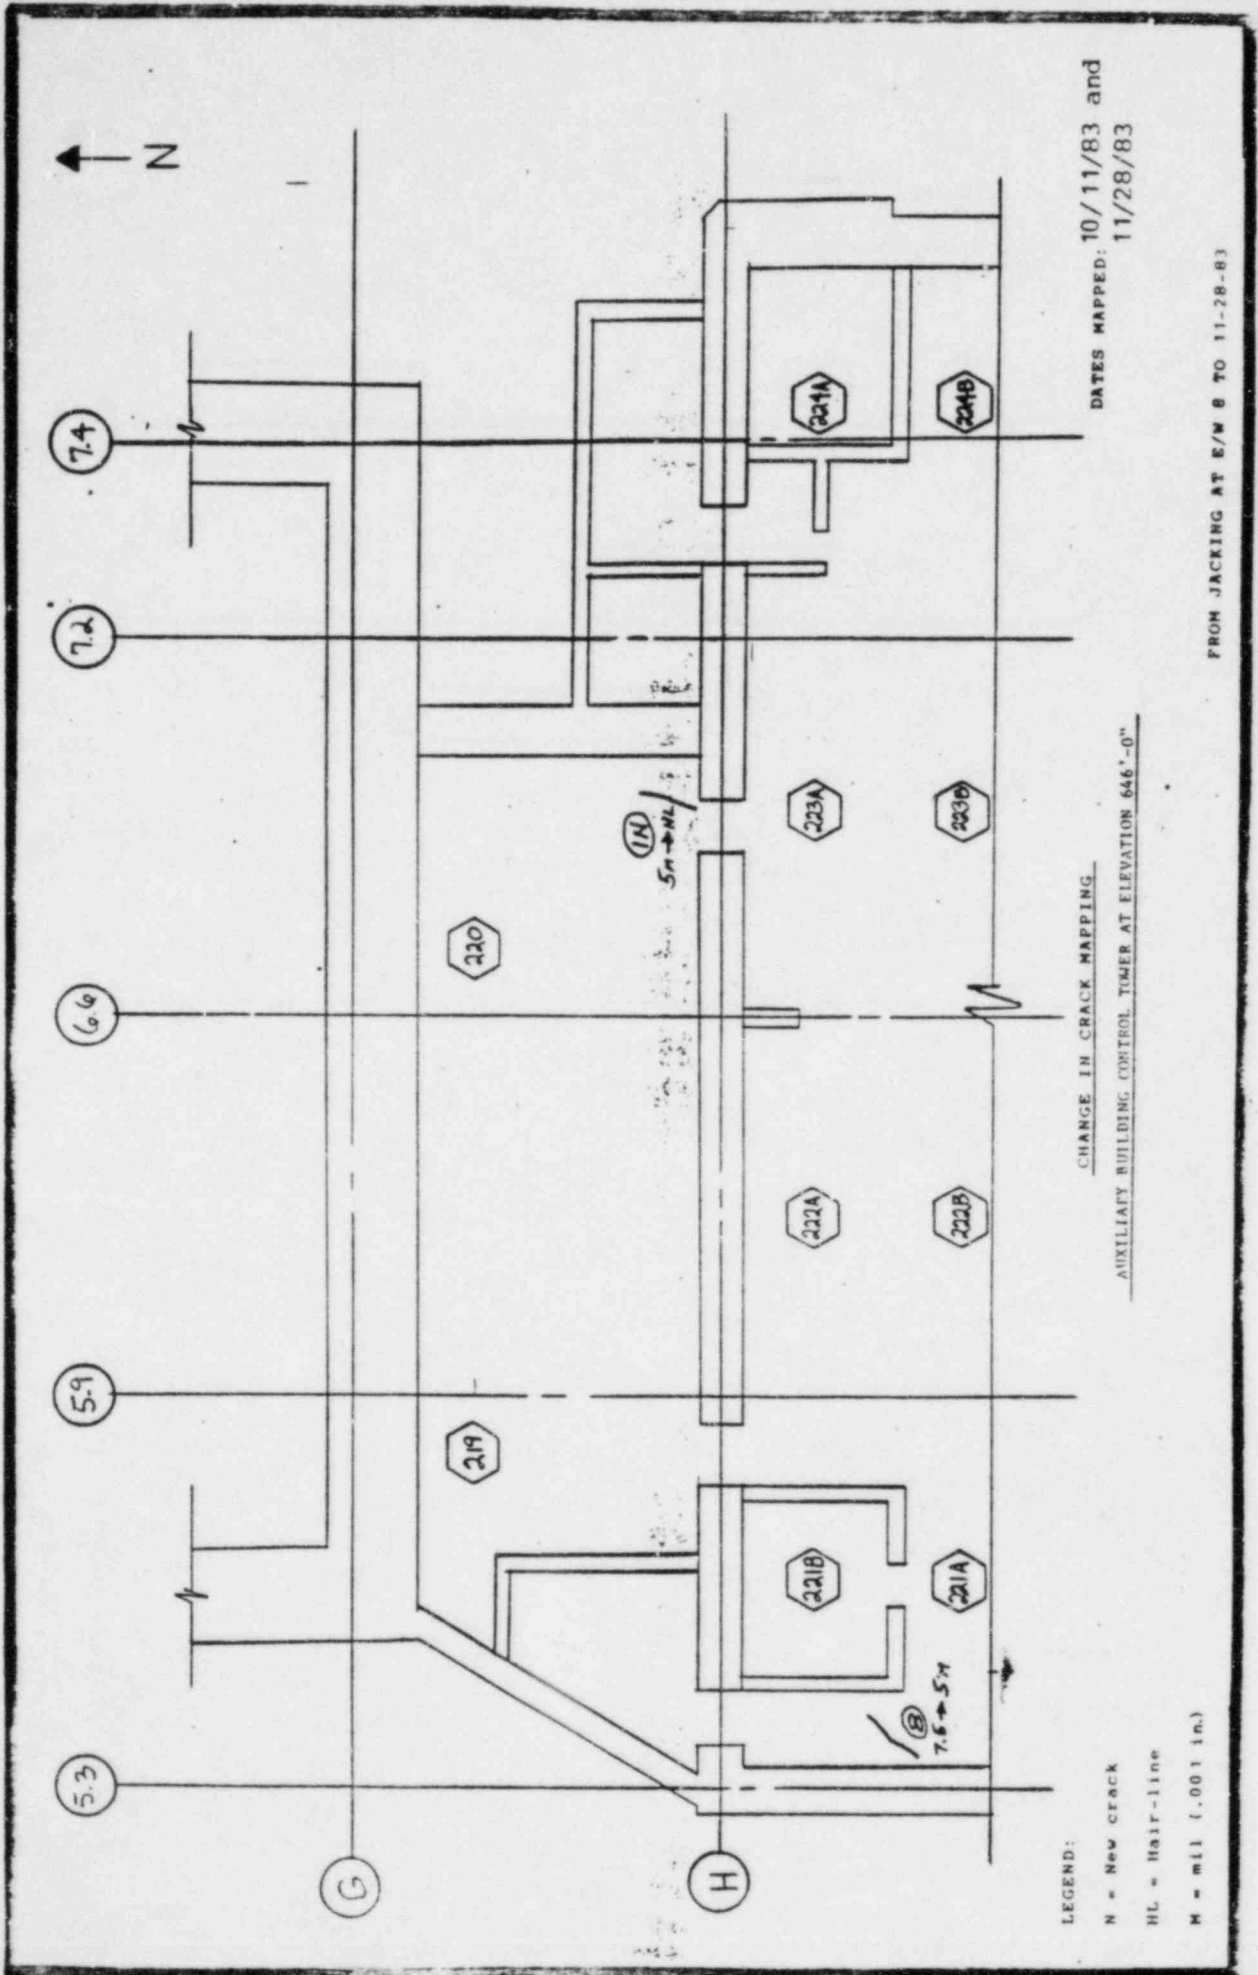 N
5.3
5.9
6.6
7.2
7.4
G
H
219
220
1N
5M→HL
221B
222A
223A
224A
221A
222B
223B
224B
8
7.5→5M
LEGEND:
N = New crack
HL = Hair-line
M = mil (.001 in.)
CHANGE IN CRACK MAPPING
AUXILIARY BUILDING CONTROL TOWER AT ELEVATION 646'-0"
DATES MAPPED: 10/11/83 and
11/28/83
FROM JACKING AT E/W 8 TO 11-28-83